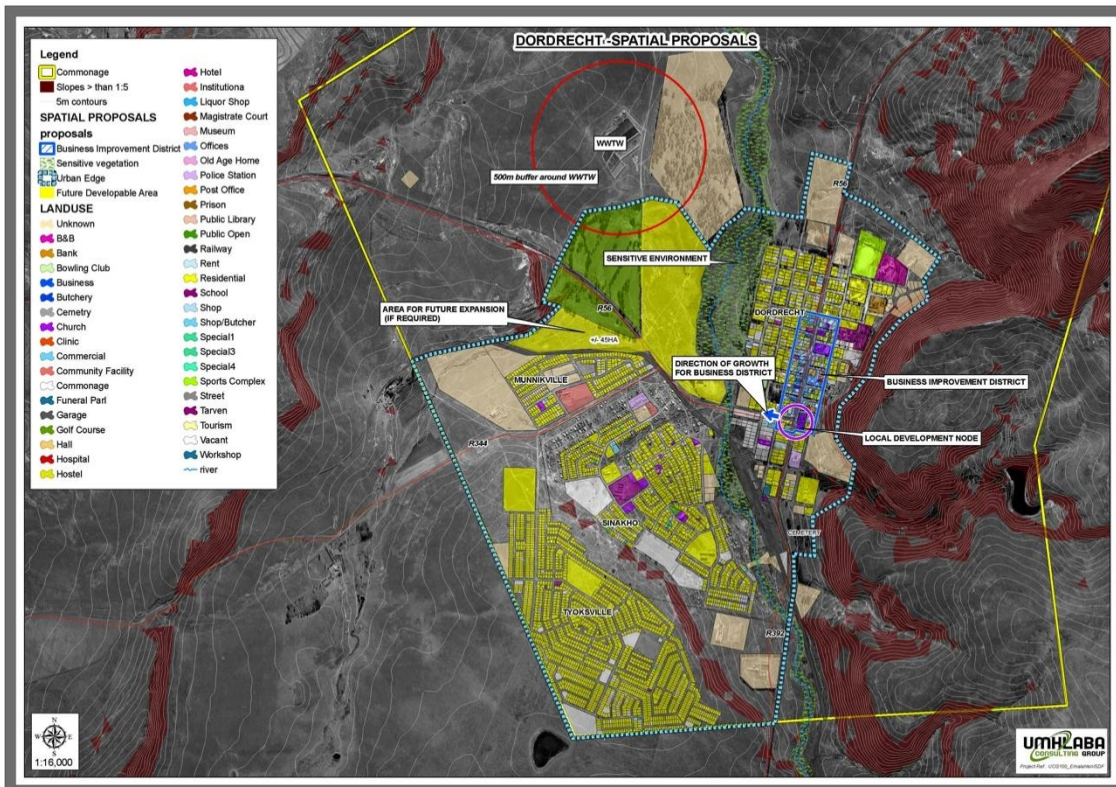 DORDRECHT -SPATIAL PROPOSALS
Legend
Commonage
Slopes > than 1:5
5m contours
SPATIAL PROPOSALS
proposals
Business Improvement District
Sensitive vegetation
Urban Edge
Future Developable Area
LANDUSE
Unknown
B&B
Bank
Bowling Club
Business
Butchery
Cemetry
Church
Clinic
Commercial
Community Facility
Commonage
Funeral Parl
Garage
Golf Course
Hall
Hospital
Hostel
Hotel
Institutiona
Liquor Shop
Magistrate Court
Museum
Offices
Old Age Home
Police Station
Post Office
Prison
Public Library
Public Open
Railway
Rent
Residential
School
Shop
Shop/Butcher
Special1
Special3
Special4
Sports Complex
Street
Tarven
Tourism
Vacant
Workshop
river
WWTW
500m buffer around WWTW
R56
SENSITIVE ENVIRONMENT
AREA FOR FUTURE EXPANSION
(IF REQUIRED)
R56
+/- 45HA
DORDRECHT
DIRECTION OF GROWTH
FOR BUSINESS DISTRICT
MUNNIKVILLE
BUSINESS IMPROVEMENT DISTRICT
LOCAL DEVELOPMENT NODE
R344
SINAKHO
CEMETERY
TYOKSVILLE
R392
N
W
E
S
1:16,000
UMHLABA
CONSULTING GROUP